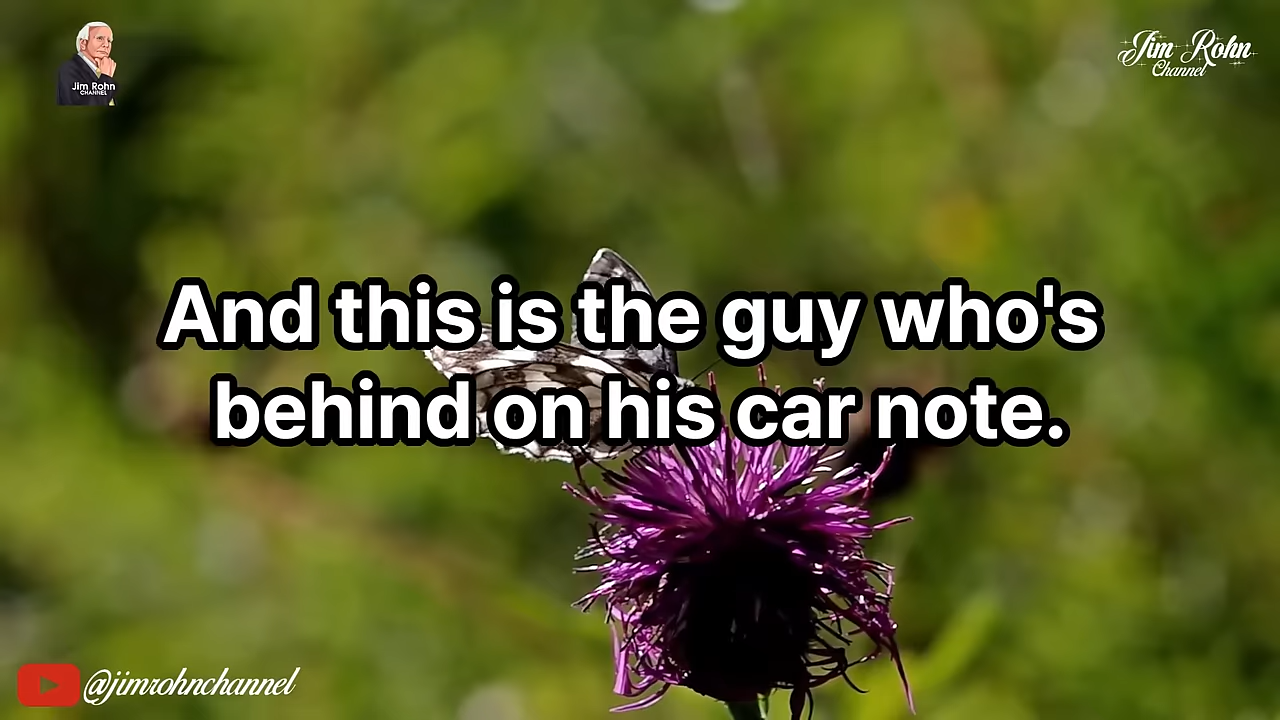 Jim Rohn
CHANNEL
Jim Rohn
Channel
And this is the guy who's
behind on his car note.
@jimrohnchannel